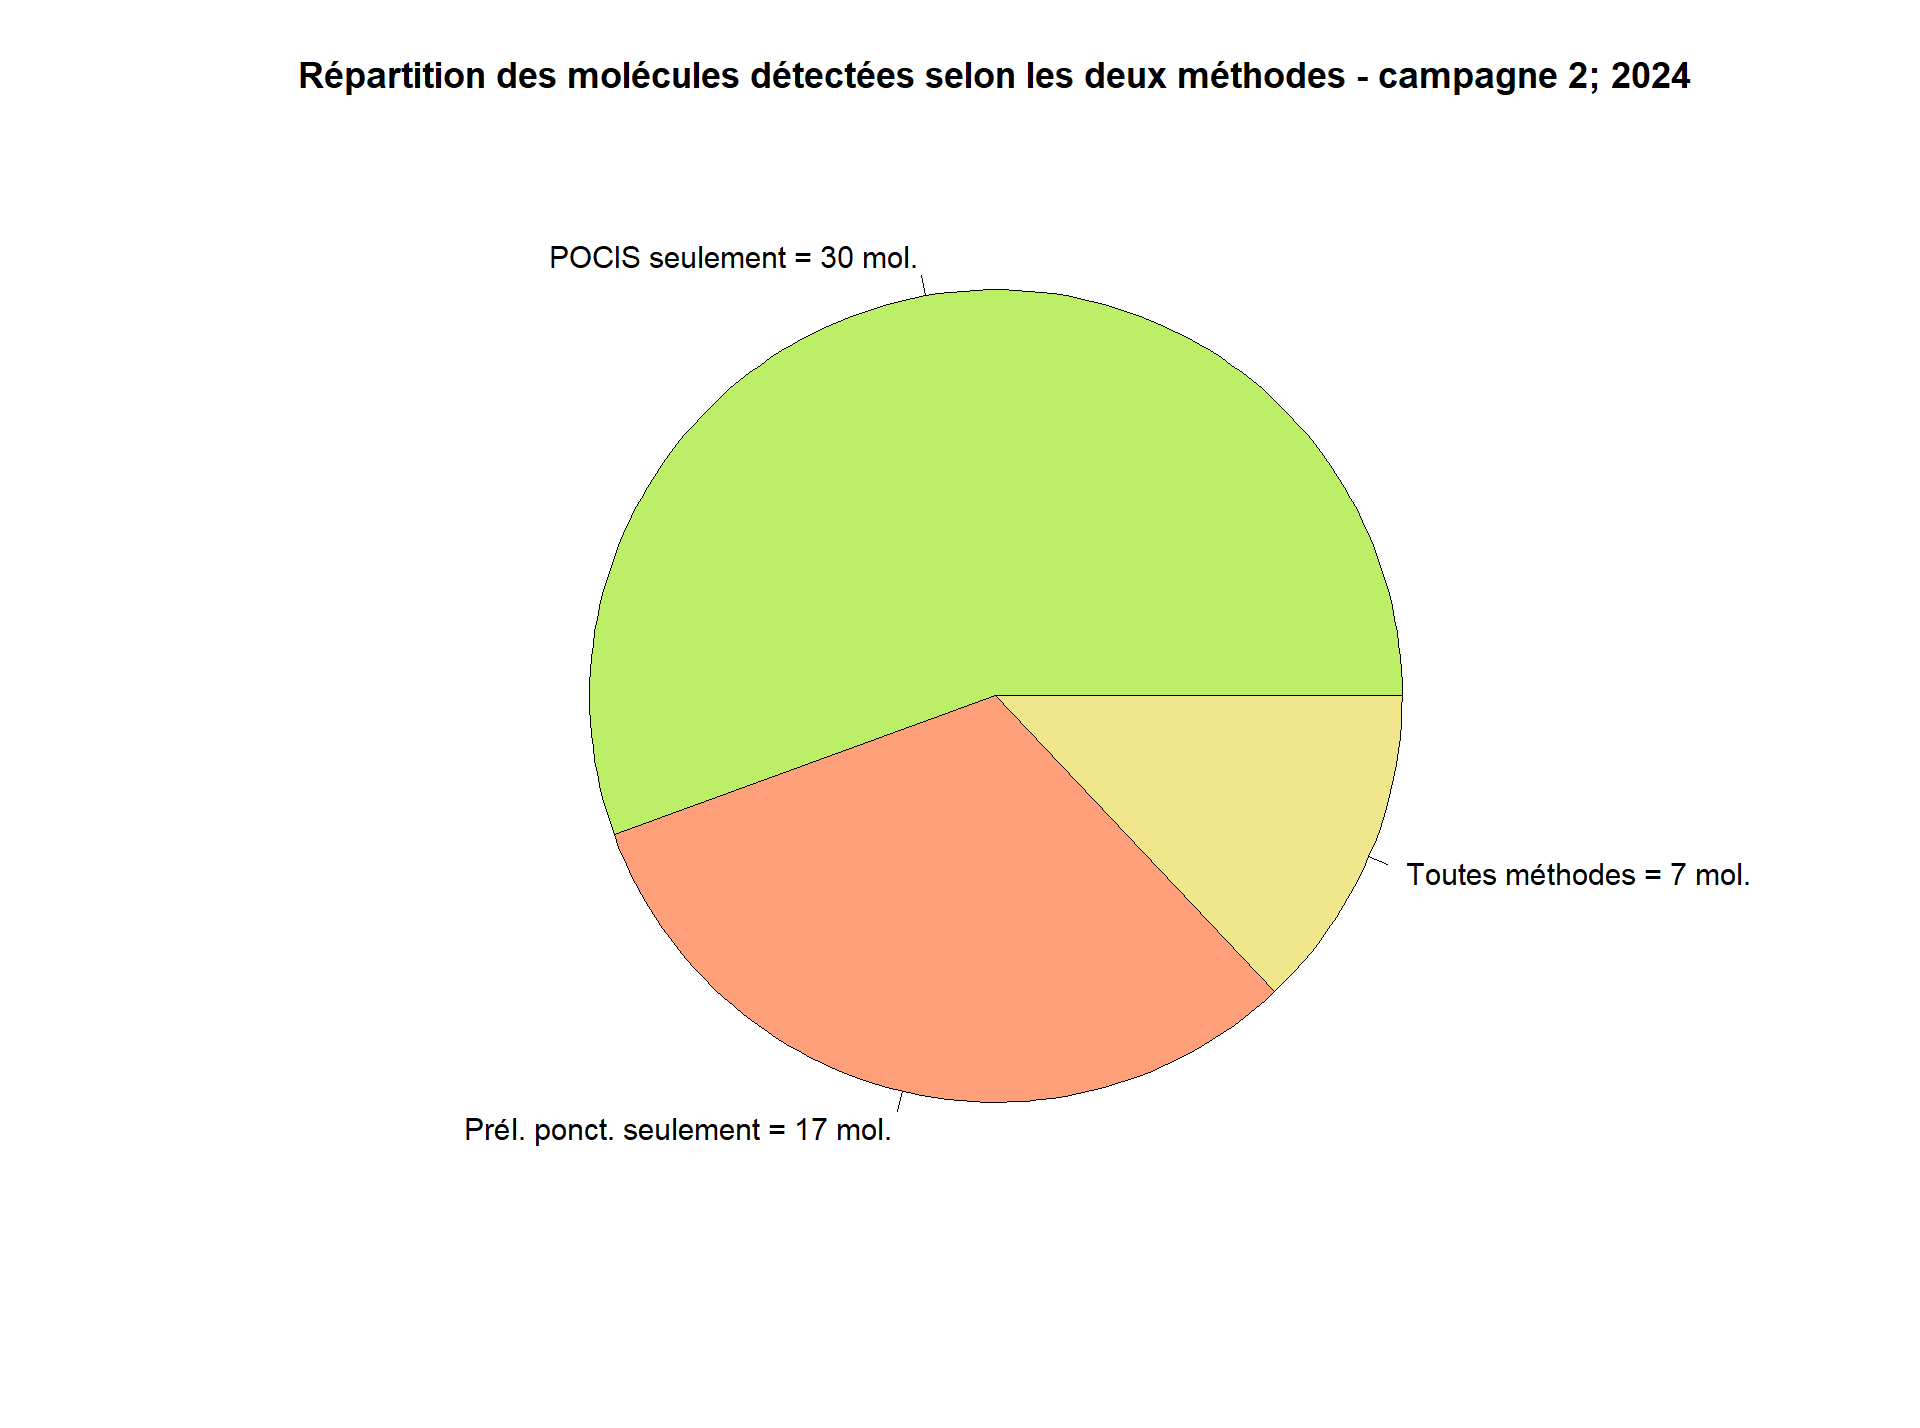 Répartition des molécules détectées selon les deux méthodes - campagne 2; 2024
POCIS seulement = 30 mol.
Toutes méthodes = 7 mol.
Prél. ponct. seulement = 17 mol.